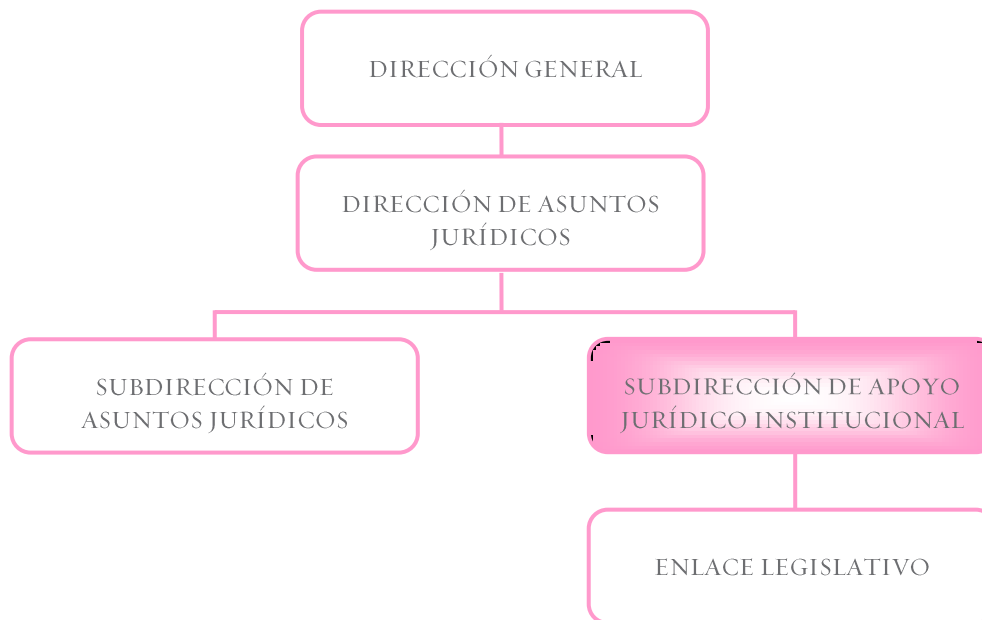 DIRECCIÓN GENERAL
DIRECCIÓN DE ASUNTOS
JURÍDICOS
SUBDIRECCIÓN DE
ASUNTOS JURÍDICOS
SUBDIRECCIÓN DE APOYO
JURÍDICO INSTITUCIONAL
ENLACE LEGISLATIVO